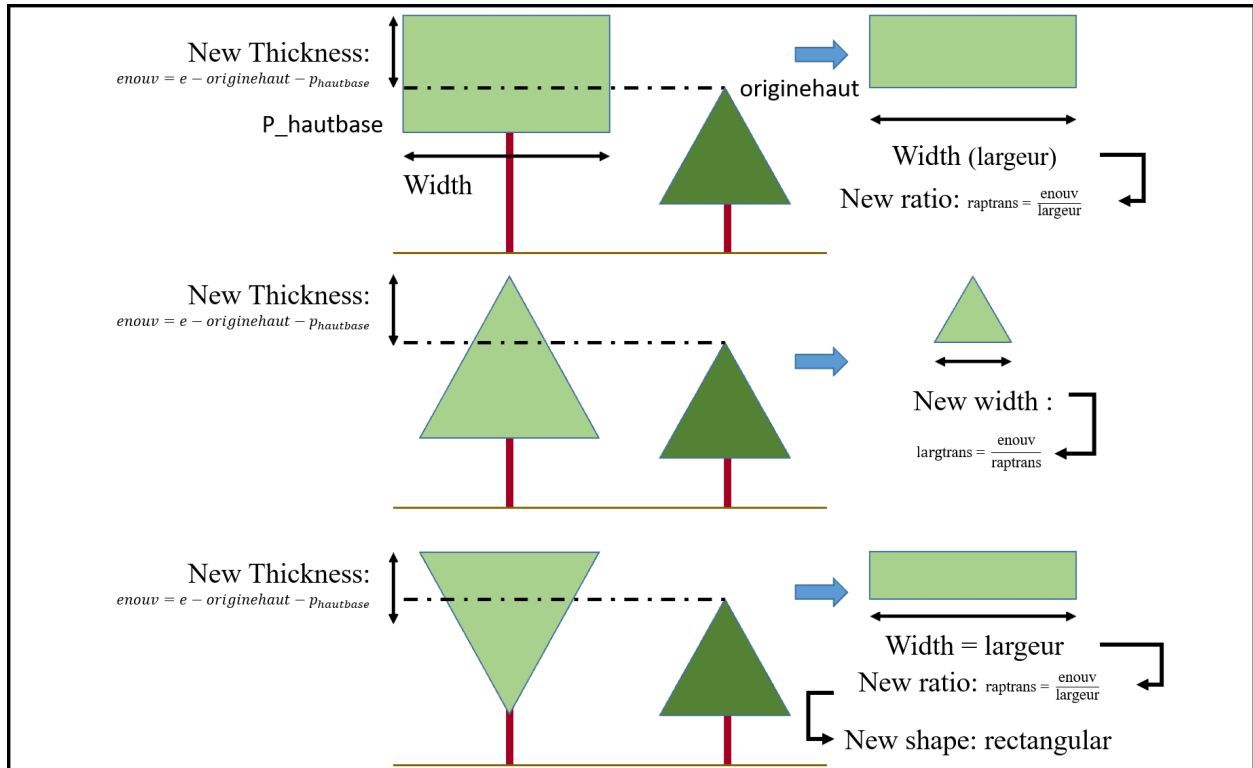 New Thickness:
enouv = e − originehaut − p_hautbase
P_hautbase
Width
originehaut
Width (largeur)
New ratio: raptrans = enouv/largeur
New Thickness:
enouv = e − originehaut − p_hautbase
New width :
largtrans = enouv/raptrans
New Thickness:
enouv = e − originehaut − p_hautbase
Width = largeur
New ratio: raptrans = enouv/largeur
New shape: rectangular